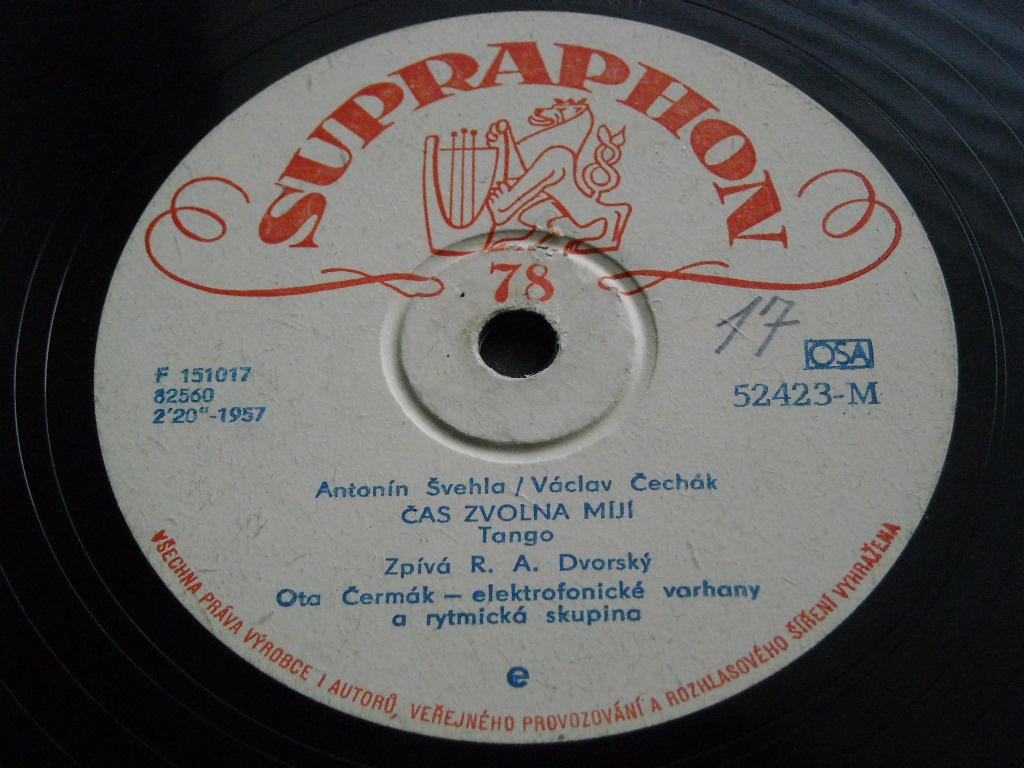 SUPRAPHON
78
17
OSA
52423-M
F 151017
82560
2'20"-1957
Antonín Švehla / Václav Čechák
ČAS ZVOLNA MÍJÍ
Tango
Zpívá R. A. Dvorský
Ota Čermák – elektrofonické varhany
a rytmická skupina
e
VŠECHNA PRÁVA VÝROBCE I AUTORŮ, VEŘEJNÉHO PROVOZOVÁNÍ A ROZHLASOVÉHO ŠÍŘENÍ VYHRAŽENA